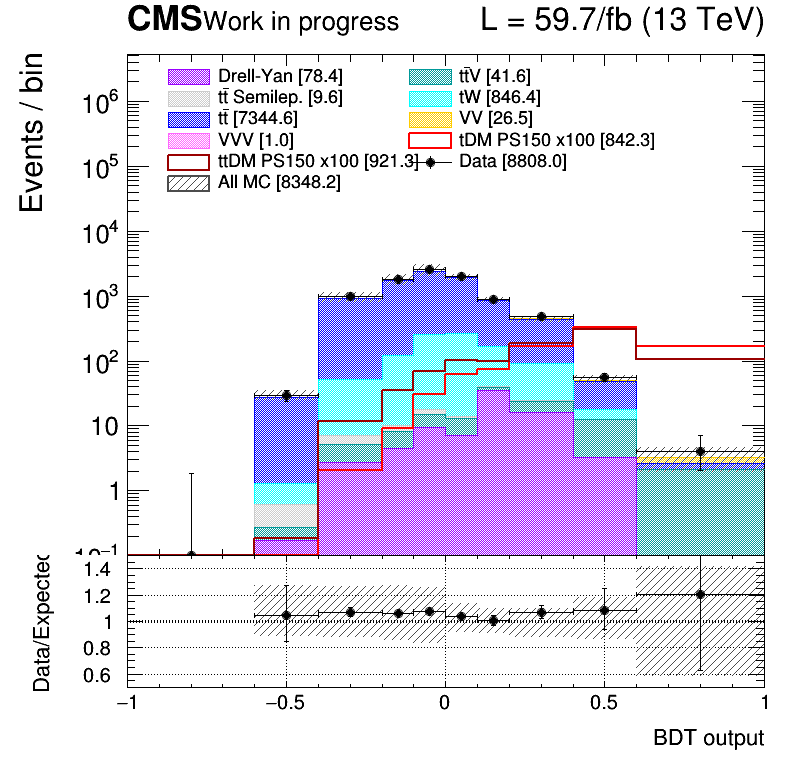 CMS Work in progress L = 59.7/fb (13 TeV)
Events / bin
Drell-Yan [78.4] tt̄V [41.6]
tt̄ Semilep. [9.6] tW [846.4]
tt̄ [7344.6] VV [26.5]
VVV [1.0] tDM PS150 x100 [842.3]
ttDM PS150 x100 [921.3] Data [8808.0]
All MC [8348.2]
10⁶
10⁵
10⁴
10³
10²
10
1
10⁻¹
Data/Expected
1.4
1.2
1
0.8
0.6
−1 −0.5 0 0.5 1
BDT output